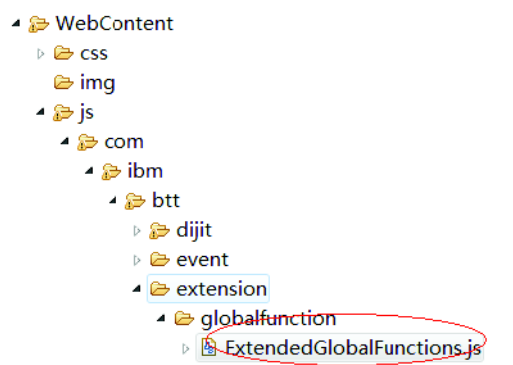 WebContent
css
img
js
com
ibm
btt
dijit
event
extension
globalfunction
ExtendedGlobalFunctions.js